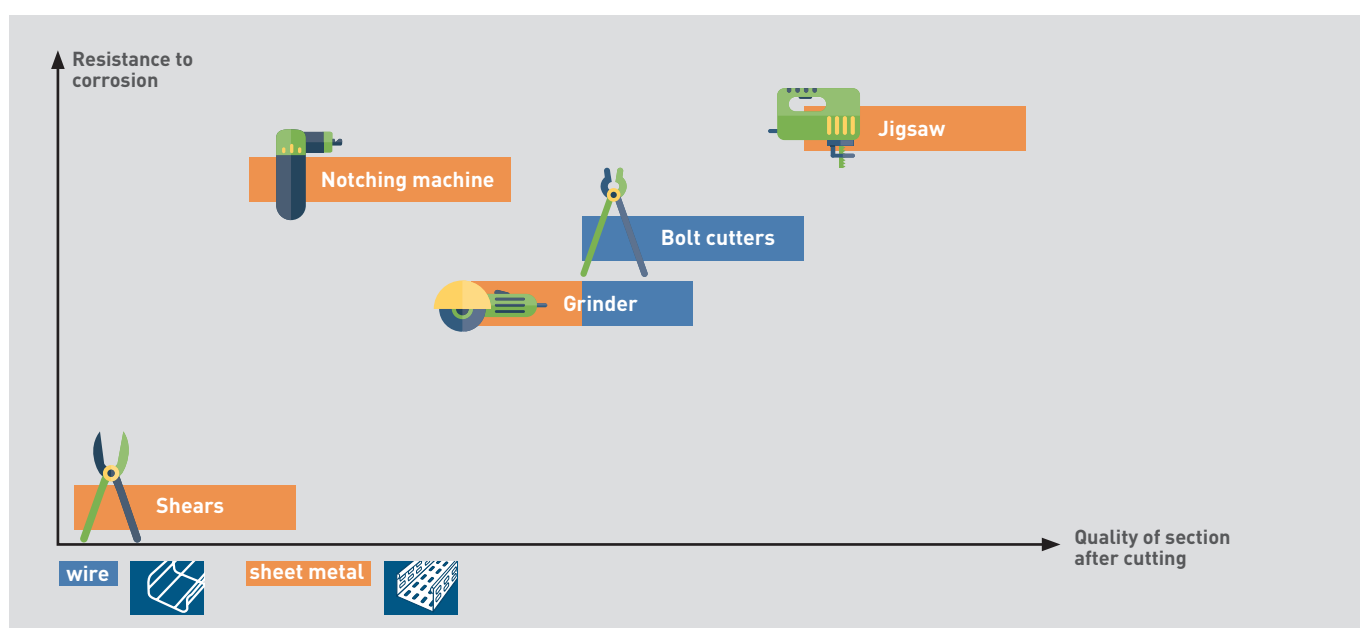 Resistance to
corrosion
Jigsaw
Notching machine
Bolt cutters
Grinder
Shears
Quality of section
after cutting
wire
sheet metal